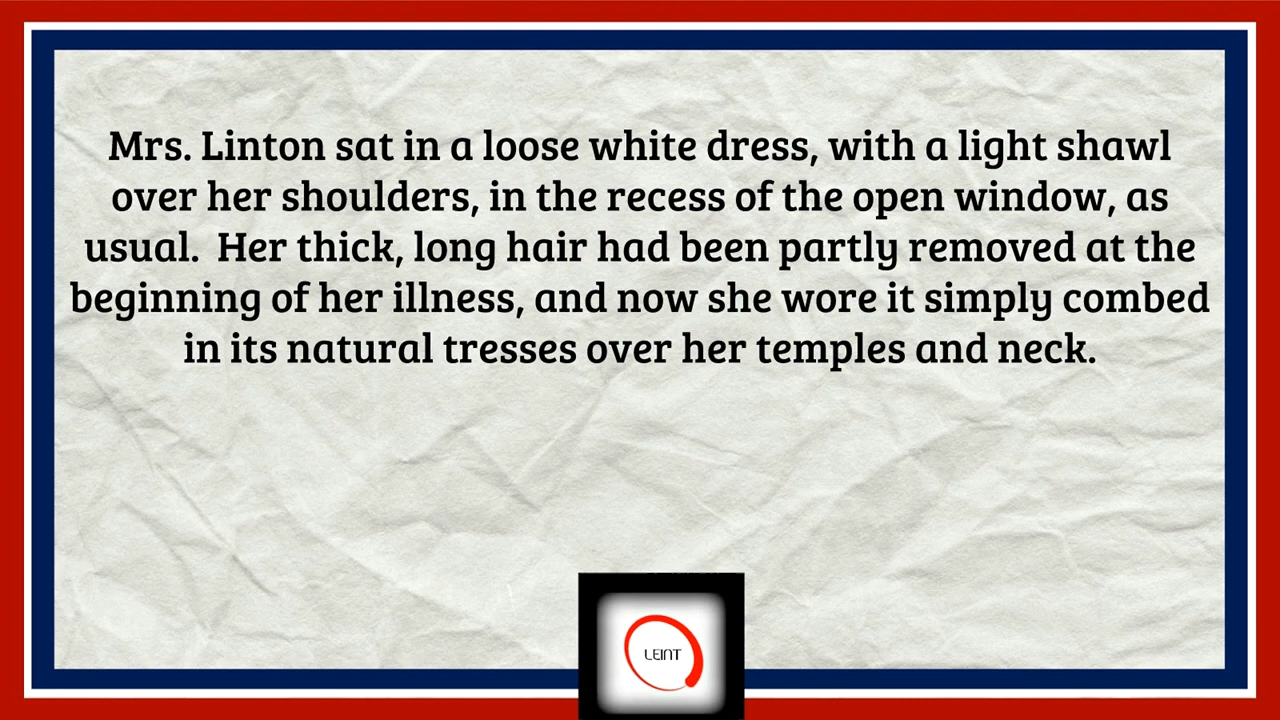 Mrs. Linton sat in a loose white dress, with a light shawl
over her shoulders, in the recess of the open window, as
usual.  Her thick, long hair had been partly removed at the
beginning of her illness, and now she wore it simply combed
in its natural tresses over her temples and neck.
LEINT